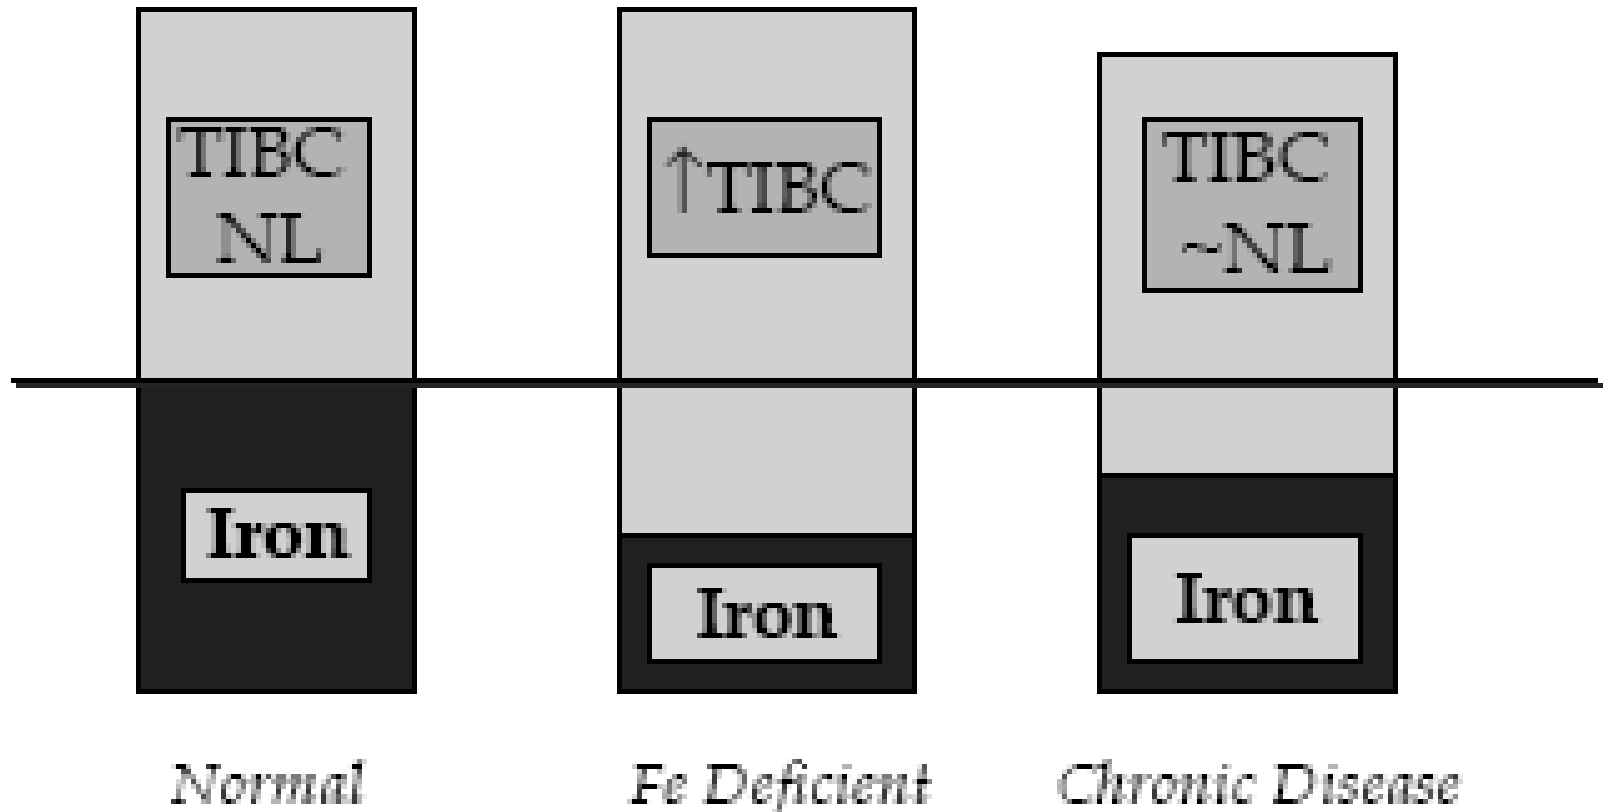 TIBC
NL
↑TIBC
TIBC
~NL
Iron
Iron
Iron
Normal
Fe Deficient
Chronic Disease